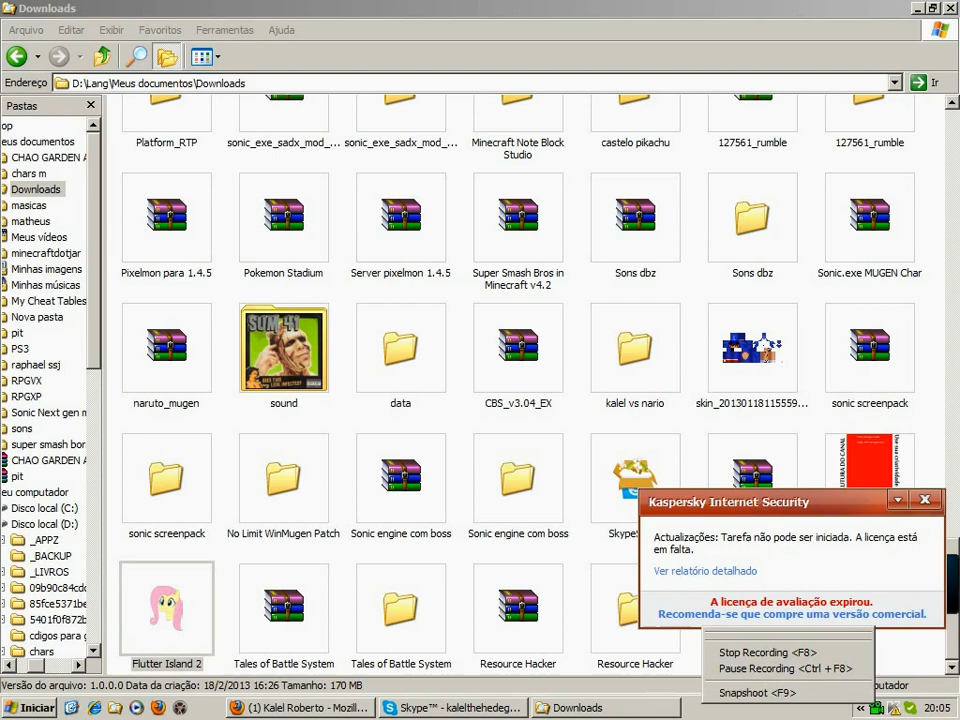 Downloads
Arquivo Editar Exibir Favoritos Ferramentas Ajuda
Endereço D:\Lang\Meus documentos\Downloads Ir
Pastas
op
eus documentos
CHAO GARDEN A
chars m
Downloads
masicas
matheus
Meus vídeos
minecraftdotjar
Minhas imagens
Minhas músicas
My Cheat Tables
Nova pasta
pit
PS3
raphael ssj
RPGVX
RPGXP
Sonic Next gen m
sons
super smash bor
CHAO GARDEN A
pit
eu computador
Disco local (C:)
Disco local (D:)
_APPZ
_BACKUP
_LIVROS
09b90c84cdc
85fce5371be
5401f0f872b
cdigos para g
chars
Platform_RTP
sonic_exe_sadx_mod_...
sonic_exe_sadx_mod_...
Minecraft Note Block
Studio
castelo pikachu
127561_rumble
127561_rumble
Pixelmon para 1.4.5
Pokemon Stadium
Server pixelmon 1.4.5
Super Smash Bros in
Minecraft v4.2
Sons dbz
Sons dbz
Sonic.exe MUGEN Char
SUM 41
naruto_mugen
sound
data
CBS_v3.04_EX
kalel vs nario
skin_20130118115559...
sonic screenpack
sonic screenpack
No Limit WinMugen Patch
Sonic engine com boss
Sonic engine com boss
Skype
Flutter Island 2
Tales of Battle System
Tales of Battle System
Resource Hacker
Resource Hacker
Kaspersky Internet Security
Actualizações: Tarefa não pode ser iniciada. A licença está
em falta.
Ver relatório detalhado
A licença de avaliação expirou.
Recomenda-se que compre uma versão comercial.
Stop Recording <F8>
Pause Recording <Ctrl + F8>
Snapshoot <F9>
Versão do arquivo: 1.0.0.0 Data da criação: 18/2/2013 16:26 Tamanho: 170 MB
putador
Iniciar
(1) Kalel Roberto - Mozill...
Skype™ - kalelthehedeg...
Downloads
20:05